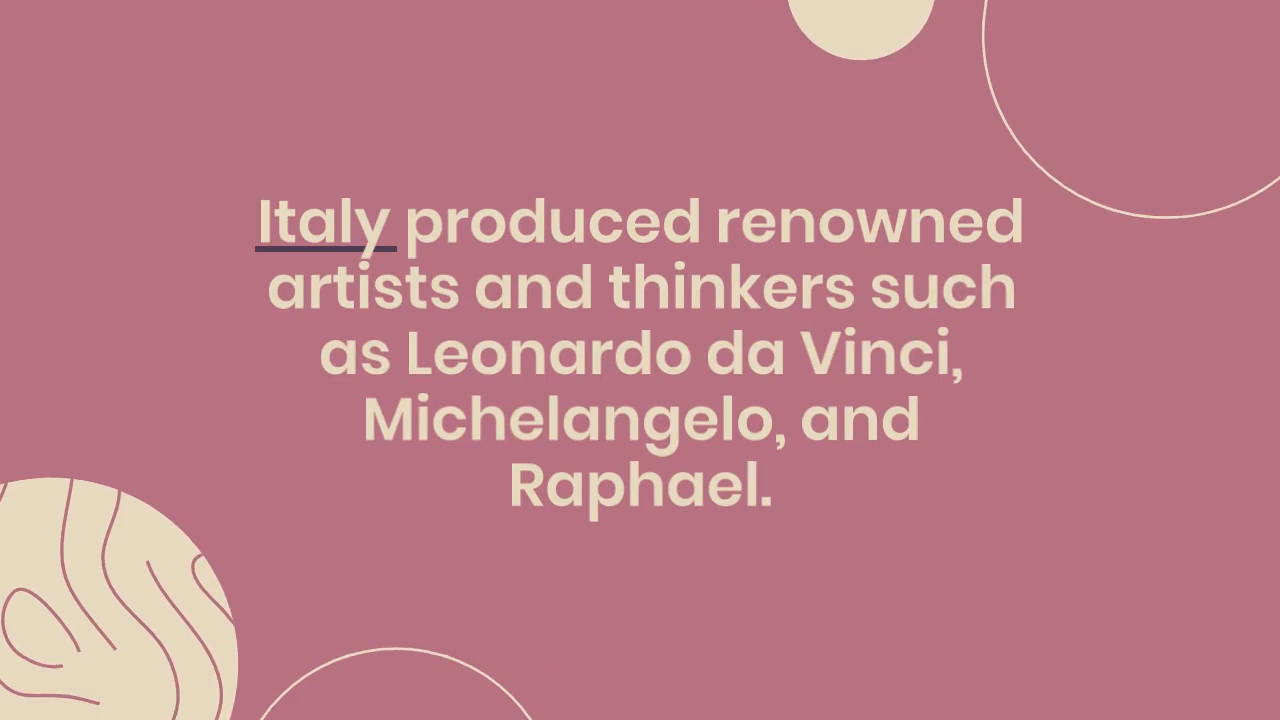 Italy produced renowned
artists and thinkers such
as Leonardo da Vinci,
Michelangelo, and
Raphael.